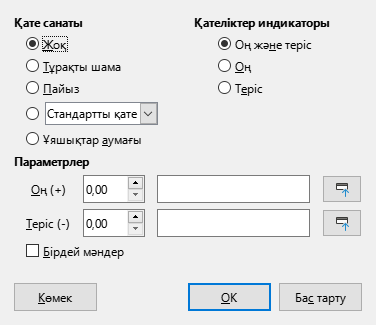 Қате санаты
Қателіктер индикаторы
Жоқ
Оң және теріс
Тұрақты шама
Оң
Пайыз
Теріс
Стандартты қате
Ұяшықтар аумағы
Параметрлер
Оң (+) 0,00
Теріс (-) 0,00
Бірдей мәндер
Көмек
OK
Бас тарту